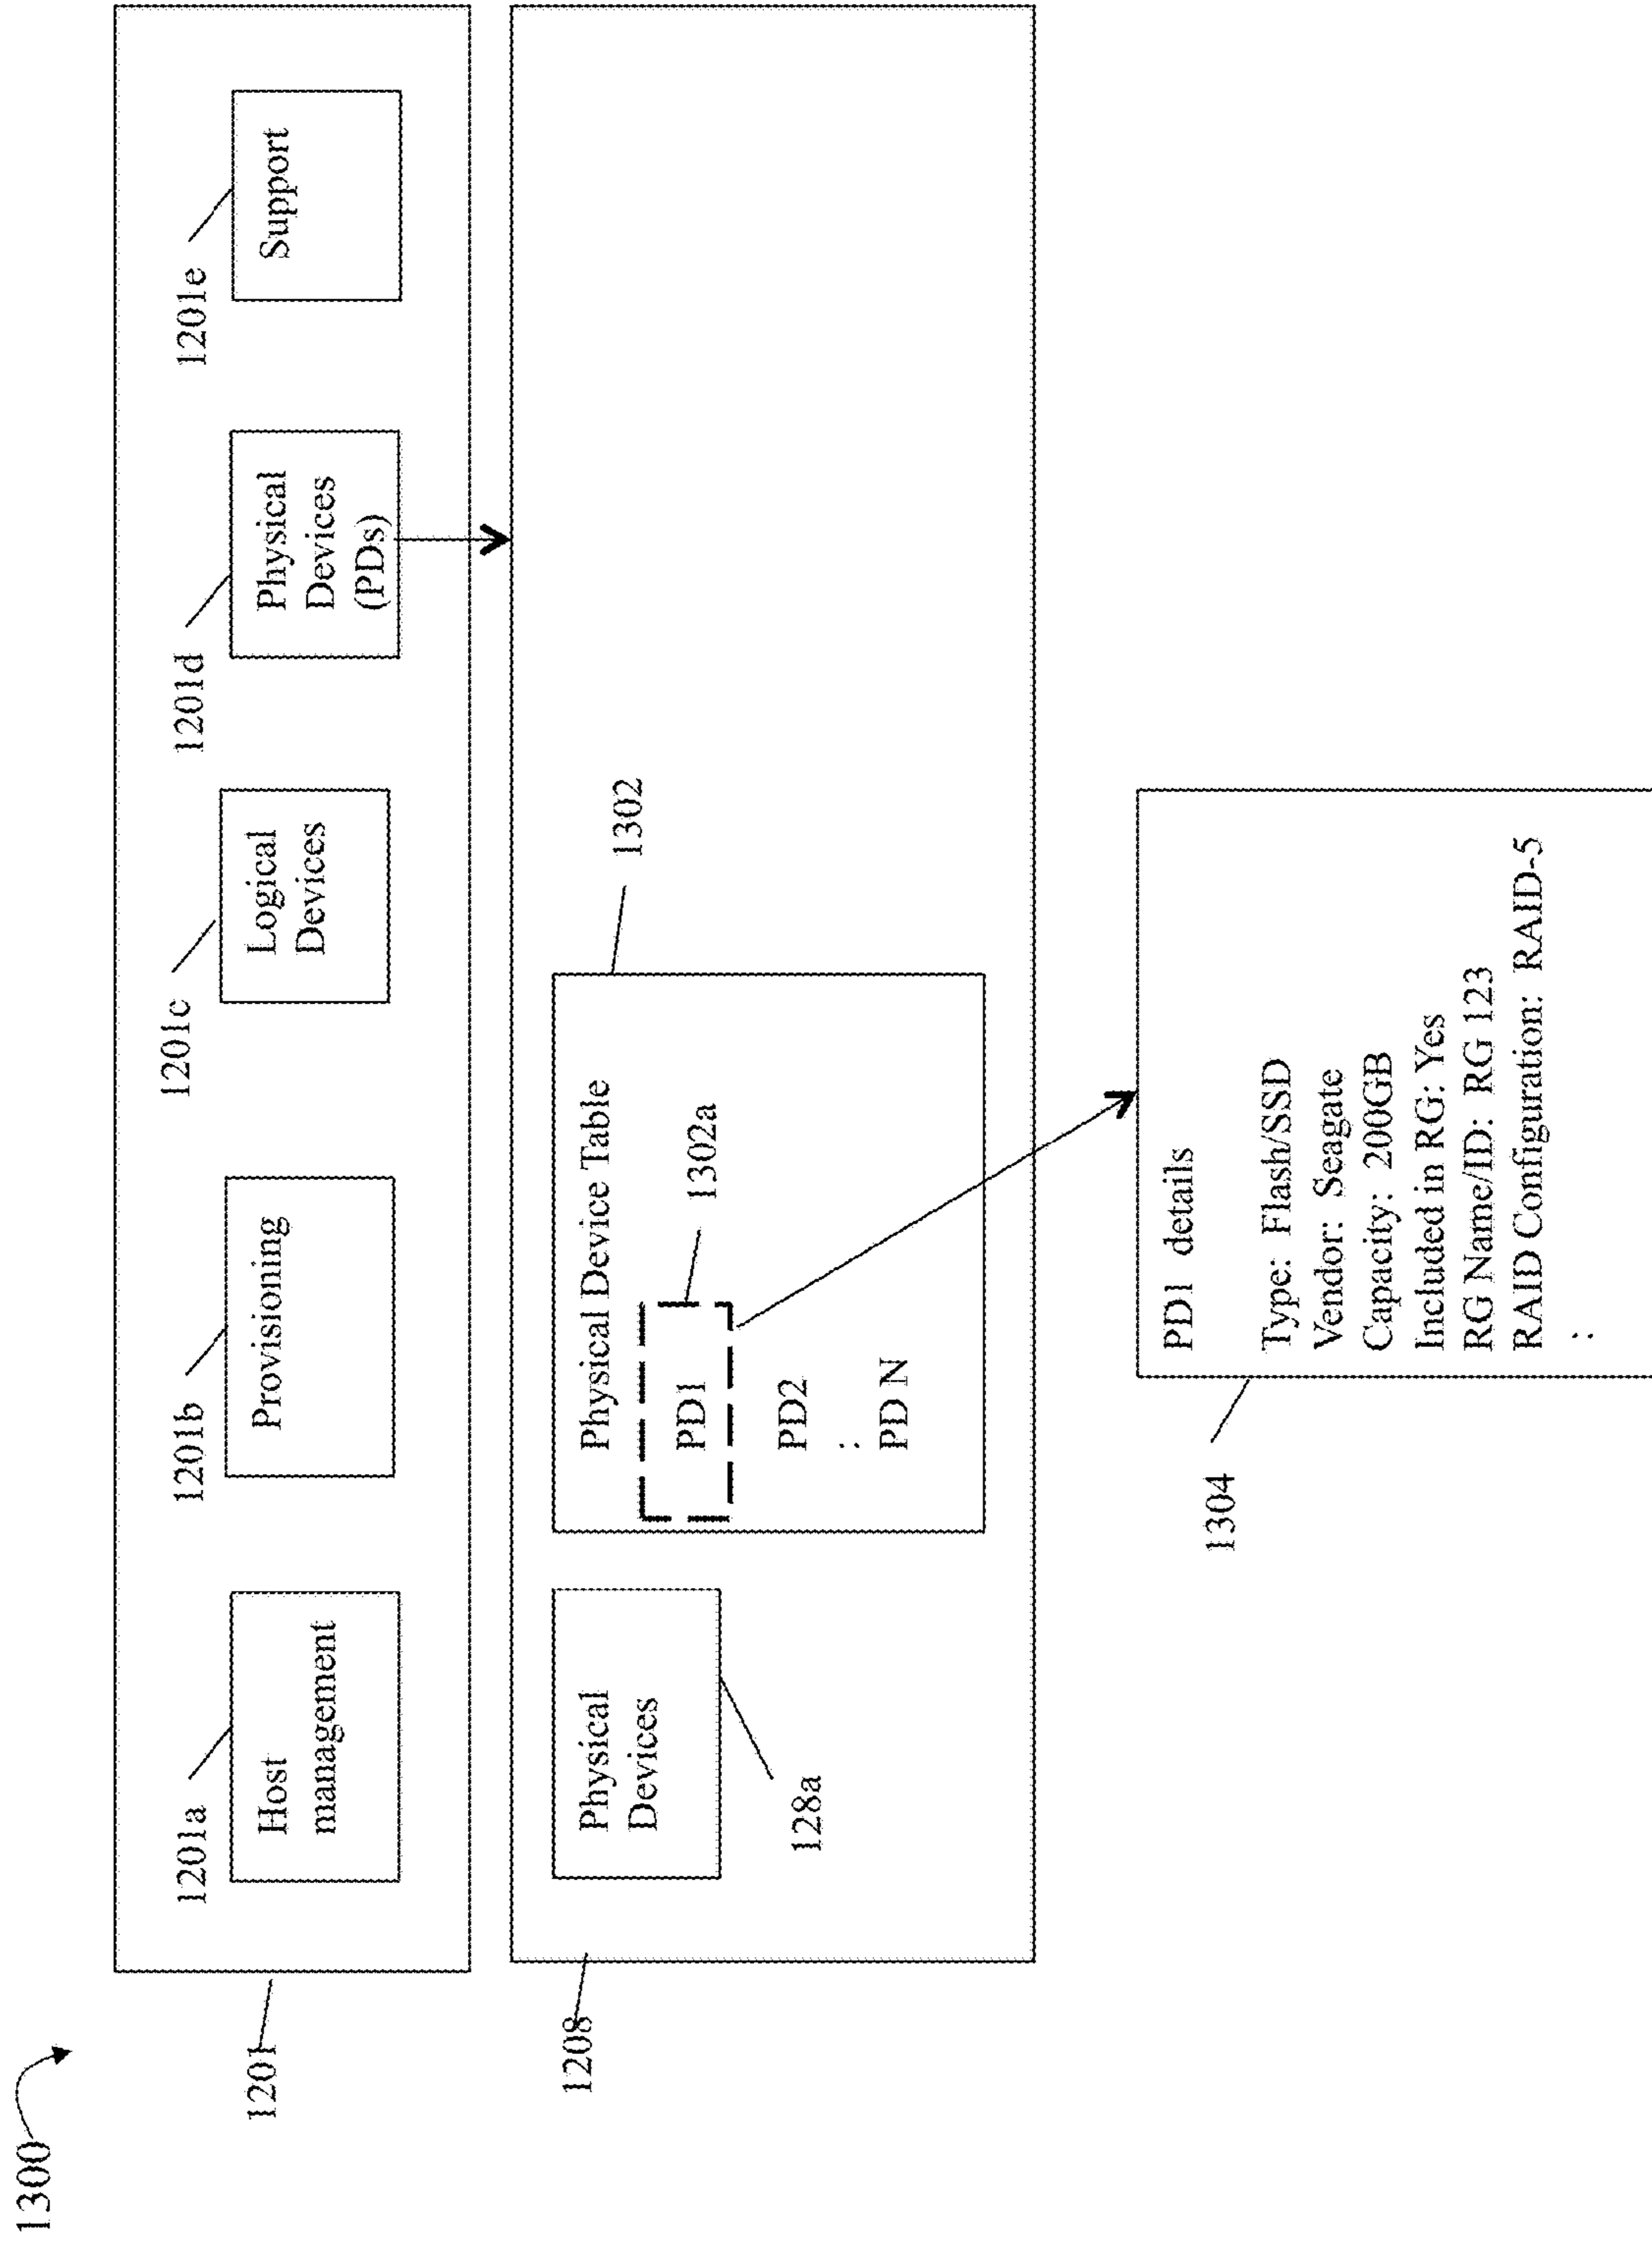 1300
1201
1201a
Host
management
1201b
Provisioning
1201c
Logical
Devices
1201d
Physical
Devices
(PDs)
1201e
Support
1208
Physical
Devices
128a
1302
Physical Device Table
1302a
PD1
PD2
:
PD N
1304
PD1 details
Type: Flash/SSD
Vendor: Seagate
Capacity: 200GB
Included in RG: Yes
RG Name/ID: RG 123
RAID Configuration: RAID-5
: